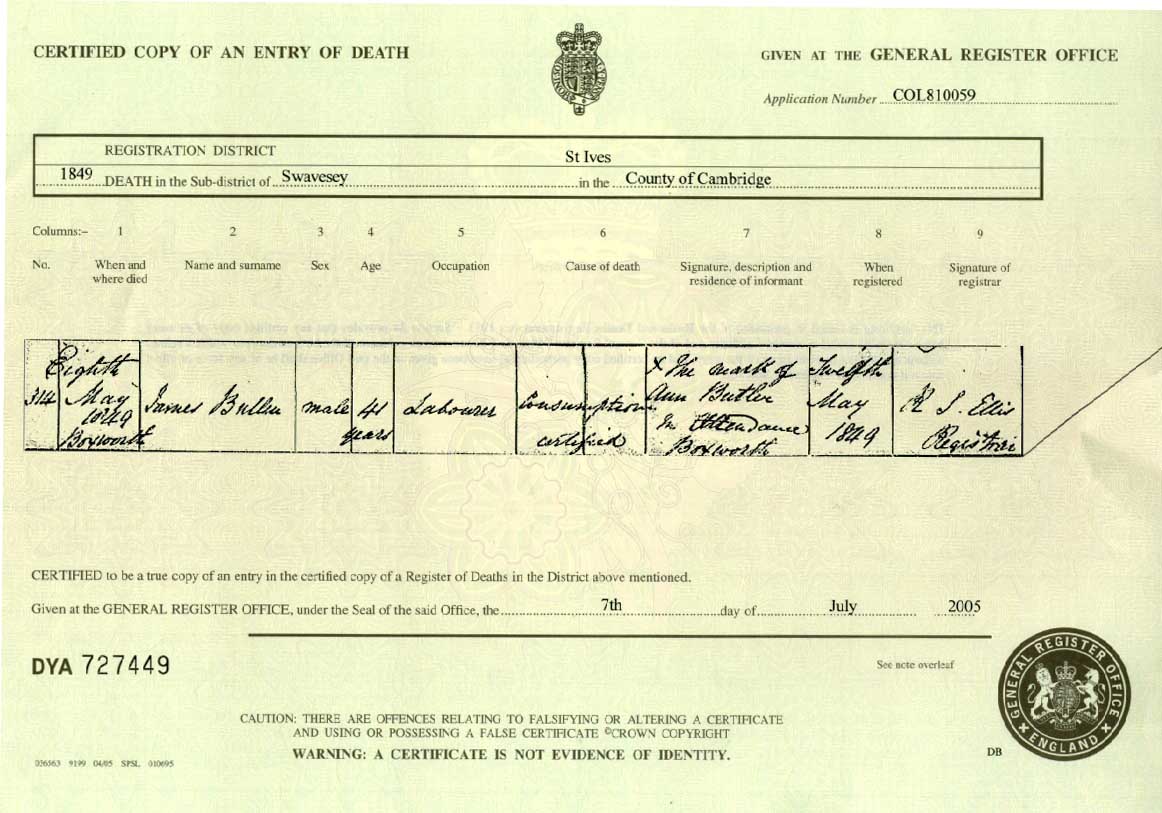 CERTIFIED COPY OF AN ENTRY OF DEATH
GIVEN AT THE GENERAL REGISTER OFFICE
Application Number COL810059
REGISTRATION DISTRICT St Ives
1849 DEATH in the Sub-district of Swavesey in the County of Cambridge
Columns:- 1 2 3 4 5 6 7 8 9
No. When and where died Name and surname Sex Age Occupation Cause of death Signature, description and residence of informant When registered Signature of registrar
314
Eighth
May
1849
Boxworth
James Bullen
male
41
years
Labourer
Consumption
certified
X The mark of
Ann Butler
In Attendance
Boxworth
Twelfth
May
1849
R S. Ellis
Registrar
CERTIFIED to be a true copy of an entry in the certified copy of a Register of Deaths in the District above mentioned.
Given at the GENERAL REGISTER OFFICE, under the Seal of the said Office, the 7th day of July 2005
DYA 727449
See note overleaf
CAUTION: THERE ARE OFFENCES RELATING TO FALSIFYING OR ALTERING A CERTIFICATE
AND USING OR POSSESSING A FALSE CERTIFICATE ©CROWN COPYRIGHT
WARNING: A CERTIFICATE IS NOT EVIDENCE OF IDENTITY.
GENERAL REGISTER OFFICE
ENGLAND
DB
026563 9199 04/05 SPSL 010695